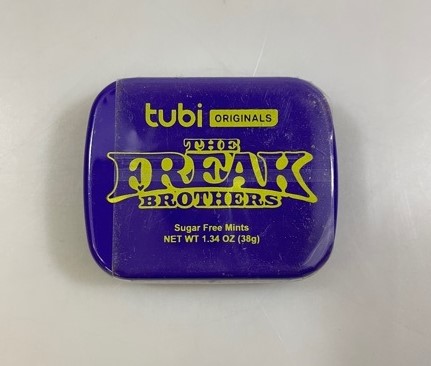 tubi ORIGINALS
THE
FREAK
BROTHERS
Sugar Free Mints
NET WT 1.34 OZ (38g)